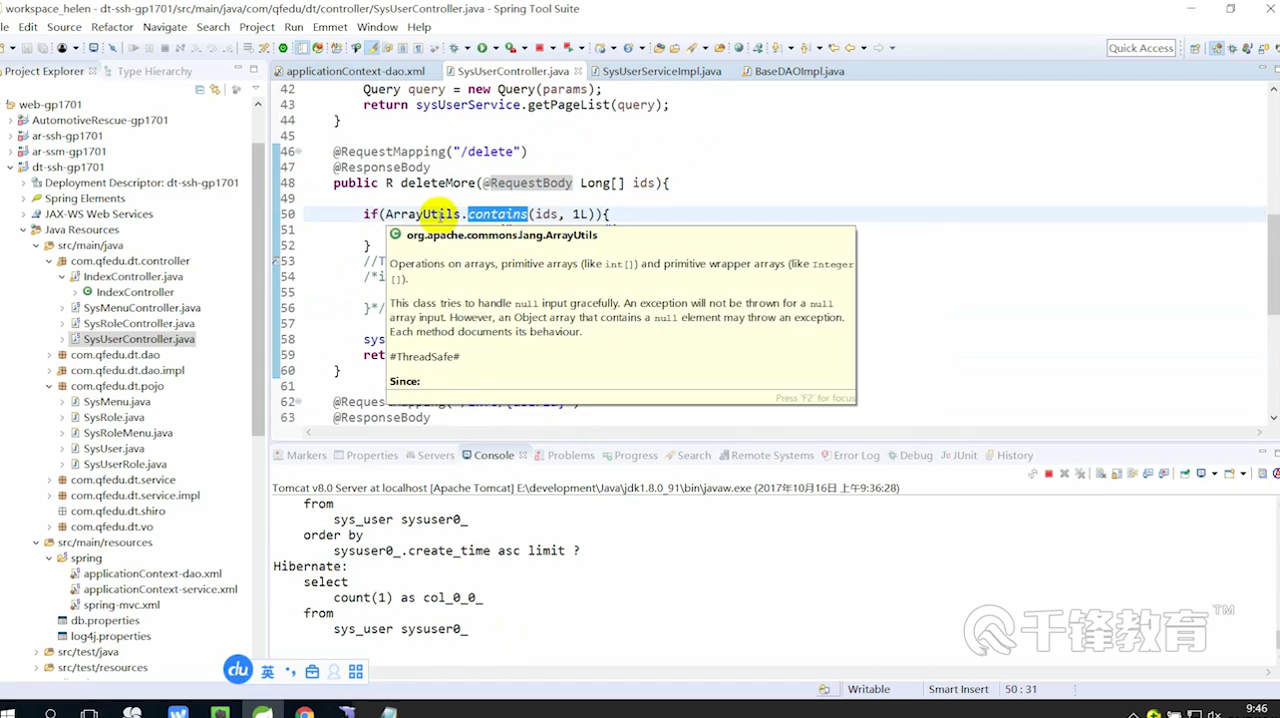 workspace_helen - dt-ssh-gp1701/src/main/java/com/qfedu/dt/controller/SysUserController.java - Spring Tool Suite
File Edit Source Refactor Navigate Search Project Run Emmet Window Help
Quick Access
Project Explorer Type Hierarchy
web-gp1701
AutomotiveRescue-gp1701
ar-ssh-gp1701
ar-ssm-gp1701
dt-ssh-gp1701
Deployment Descriptor: dt-ssh-gp1701
Spring Elements
JAX-WS Web Services
Java Resources
src/main/java
com.qfedu.dt.controller
IndexController.java
IndexController
SysMenuController.java
SysRoleController.java
SysUserController.java
com.qfedu.dt.dao
com.qfedu.dt.dao.impl
com.qfedu.dt.pojo
SysMenu.java
SysRole.java
SysRoleMenu.java
SysUser.java
SysUserRole.java
com.qfedu.dt.service
com.qfedu.dt.service.impl
com.qfedu.dt.shiro
com.qfedu.dt.vo
src/main/resources
spring
applicationContext-dao.xml
applicationContext-service.xml
spring-mvc.xml
db.properties
log4j.properties
src/test/java
src/test/resources
applicationContext-dao.xml SysUserController.java SysUserServiceImpl.java BaseDAOImpl.java
42 Query query = new Query(params);
43 return sysUserService.getPageList(query);
44 }
45
46 @RequestMapping("/delete")
47 @ResponseBody
48 public R deleteMore(@RequestBody Long[] ids){
49
50 if(ArrayUtils.contains(ids, 1L)){
51
52 }
53 //T
54 /*i
55
56 }*/
57
58 sys
59 ret
60 }
61
62
63 @ResponseBody
org.apache.commons.lang.ArrayUtils
Operations on arrays, primitive arrays (like int[]) and primitive wrapper arrays (like Integer
[]).
This class tries to handle null input gracefully. An exception will not be thrown for a null
array input. However, an Object array that contains a null element may throw an exception.
Each method documents its behaviour.
#ThreadSafe#
Since:
Press 'F2' for focus
Markers Properties Servers Console Problems Progress Search Remote Systems Error Log Debug JUnit History
Tomcat v8.0 Server at localhost [Apache Tomcat] E:\development\Java\jdk1.8.0_91\bin\javaw.exe (2017年10月16日 上午9:36:28)
from
sys_user sysuser0_
order by
sysuser0_.create_time asc limit ?
Hibernate:
select
count(1) as col_0_0_
from
sys_user sysuser0_
千锋教育™
du 英
Writable Smart Insert 50 : 31
9:46